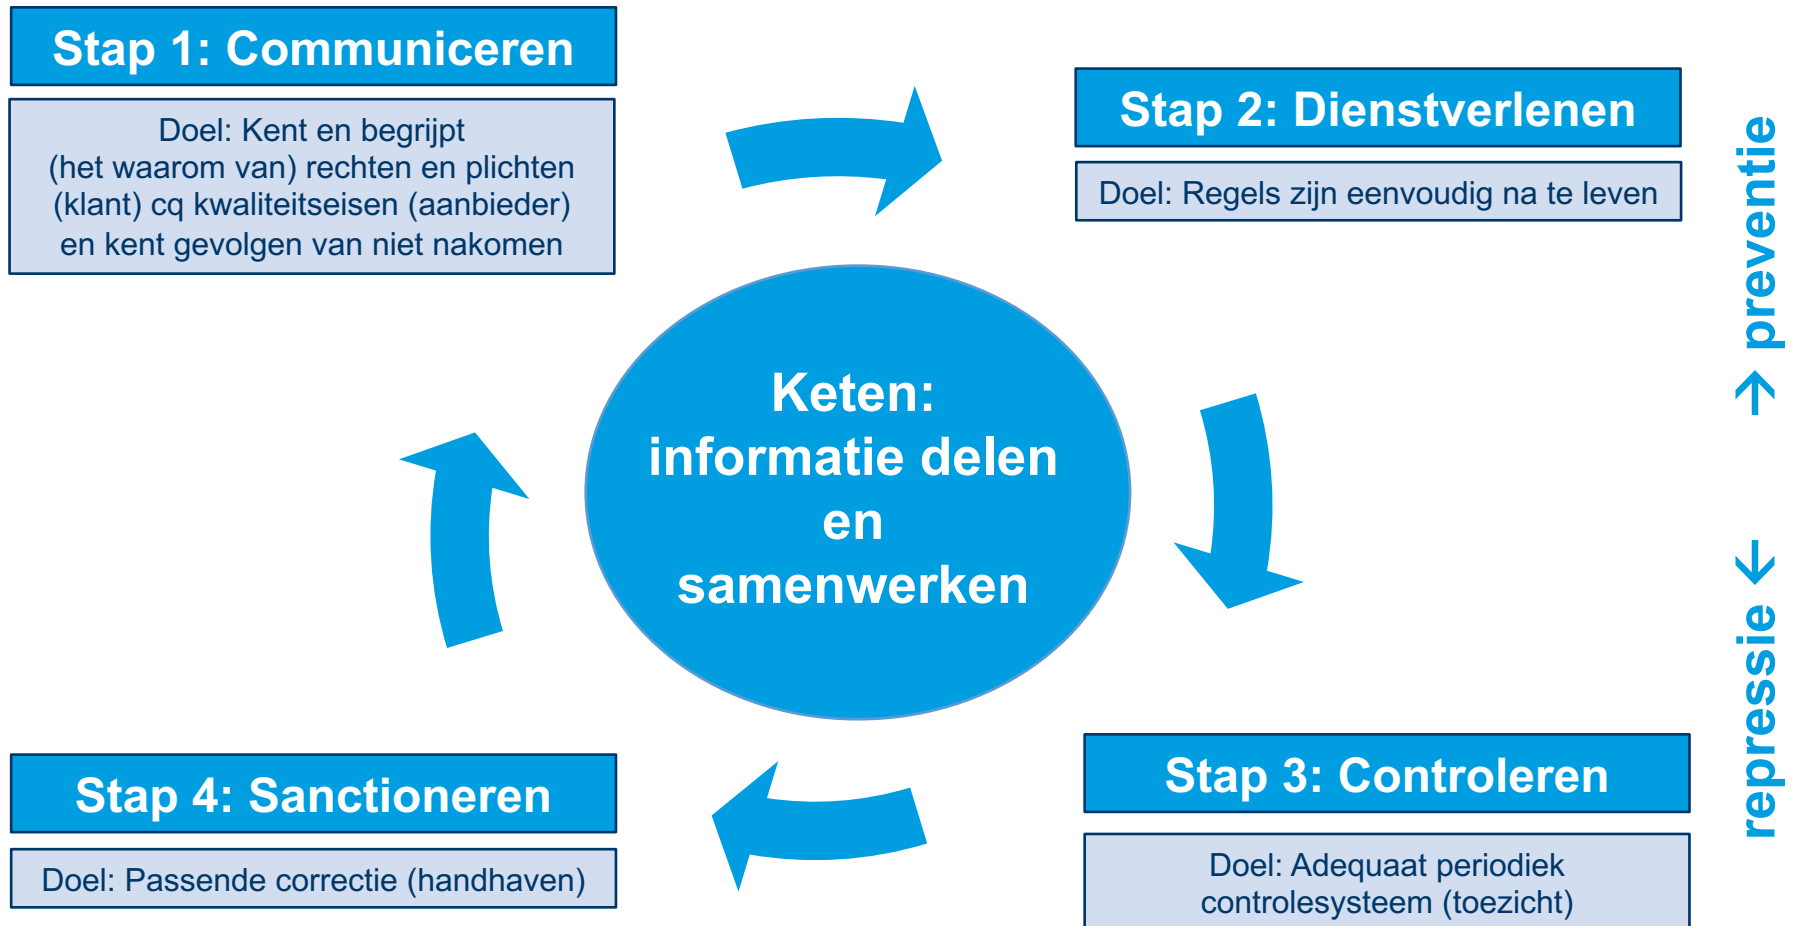 Stap 1: Communiceren
Doel: Kent en begrijpt
(het waarom van) rechten en plichten
(klant) cq kwaliteitseisen (aanbieder)
en kent gevolgen van niet nakomen
Stap 2: Dienstverlenen
Doel: Regels zijn eenvoudig na te leven
Keten:
informatie delen
en
samenwerken
Stap 4: Sanctioneren
Doel: Passende correctie (handhaven)
Stap 3: Controleren
Doel: Adequaat periodiek
controlesysteem (toezicht)
repressie ← → preventie